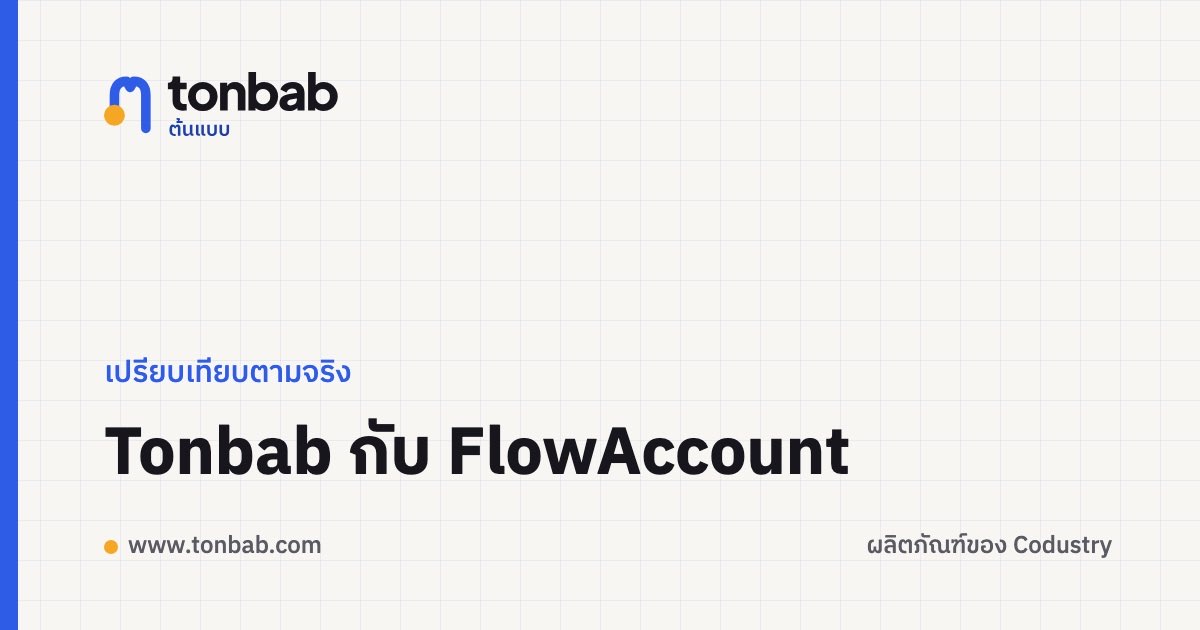 tonbab
ต้นแบบ
เปรียบเทียบตามจริง
Tonbab กับ FlowAccount
www.tonbab.com
ผลิตภัณฑ์ของ Codustry